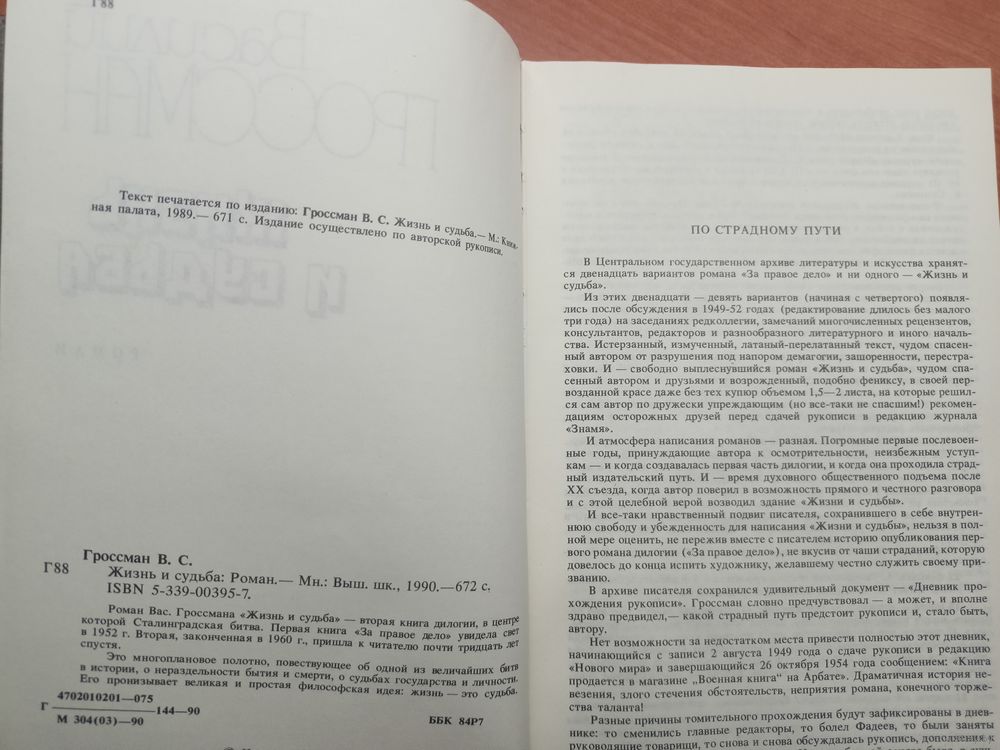 Г88
Текст печатается по изданию: Гроссман В. С. Жизнь и судьба.— М.: Книж-
ная палата, 1989.— 671 с. Издание осуществлено по авторской рукописи.
Гроссман В. С.
Г88
Жизнь и судьба: Роман.— Мн.: Выш. шк., 1990.—672 с.
ISBN 5-339-00395-7.
Роман Вас. Гроссмана «Жизнь и судьба» — вторая книга дилогии, в центре
которой Сталинградская битва. Первая книга «За правое дело» увидела свет
в 1952 г. Вторая, законченная в 1960 г., пришла к читателю почти тридцать лет
спустя.
Это многоплановое полотно, повествующее об одной из величайших битв
в истории, о нераздельности бытия и смерти, о судьбах государства и личности.
Его пронизывает великая и простая философская идея: жизнь — это судьба.
4702010201—075
Г 144—90
М 304(03)—90
ББК 84Р7
ПО СТРАДНОМУ ПУТИ
В Центральном государственном архиве литературы и искусства хранят-
ся двенадцать вариантов романа «За правое дело» и ни одного — «Жизнь и
судьба».
Из этих двенадцати — девять вариантов (начиная с четвертого) появля-
лись после обсуждения в 1949-52 годах (редактирование длилось без малого
три года) на заседаниях редколлегии, замечаний многочисленных рецензентов,
консультантов, редакторов и разнообразного литературного и иного началь-
ства. Истерзанный, измученный, латаный-перелатанный текст, чудом спасен-
ный автором от разрушения под напором демагогии, зашоренности, перестра-
ховки. И — свободно выплеснувшийся роман «Жизнь и судьба», чудом спа-
сенный автором и друзьями и возрожденный, подобно фениксу, в своей пер-
возданной красе даже без тех купюр объемом 1,5—2 листа, на которые решил-
ся сам автор по дружески упреждающим (но все-таки не спасшим!) рекомен-
дациям осторожных друзей перед сдачей рукописи в редакцию журнала
«Знамя».
И атмосфера написания романов — разная. Погромные первые послевоен-
ные годы, принуждающие автора к осмотрительности, неизбежным уступ-
кам — и когда создавалась первая часть дилогии, и когда она проходила страд-
ный издательский путь. И — время духовного общественного подъема после
XX съезда, когда автор поверил в возможность прямого и честного разговора
и с этой целебной верой возводил здание «Жизни и судьбы».
И все-таки нравственный подвиг писателя, сохранившего в себе внутрен-
нюю свободу и убежденность для написания «Жизни и судьбы», нельзя в пол-
ной мере оценить, не пережив вместе с писателем историю опубликования пер-
вого романа дилогии («За правое дело»), не вкусив от чаши страданий, которую
довелось до конца испить художнику, желавшему честно служить своему при-
званию.
В архиве писателя сохранился удивительный документ — «Дневник про-
хождения рукописи». Гроссман словно предчувствовал — а может, и вполне
здраво предвидел,— какой страдный путь предстоит рукописи и, стало быть,
автору.
Нет возможности за недостатком места привести полностью этот дневник,
начинающийся с записи 2 августа 1949 года о сдаче рукописи в редакцию
«Нового мира» и завершающийся 26 октября 1954 года сообщением: «Книга
продается в магазине „Военная книга“ на Арбате». Драматичная история не-
везения, злого стечения обстоятельств, неприятия романа, конечного торже-
ства таланта!
Разные причины томительного прохождения будут зафиксированы в днев-
нике: то сменились главные редакторы, то болел Фадеев, то были заняты
руководящие товарищи, то снова и снова обсуждалась рукопись, дополнения к